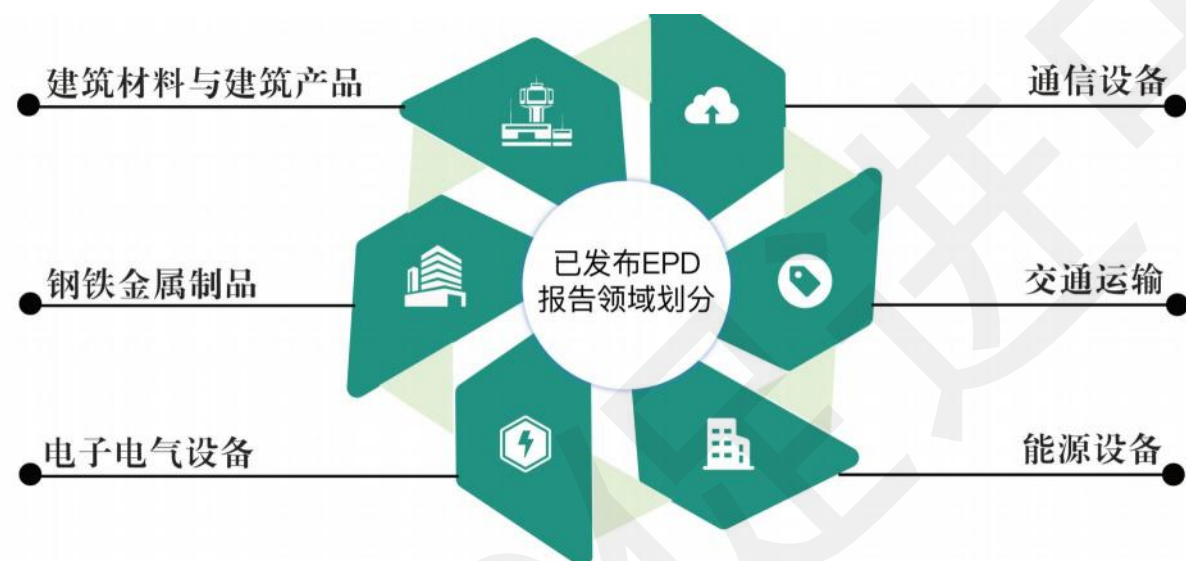 建筑材料与建筑产品
通信设备
已发布EPD
报告领域划分
钢铁金属制品
交通运输
电子电气设备
能源设备